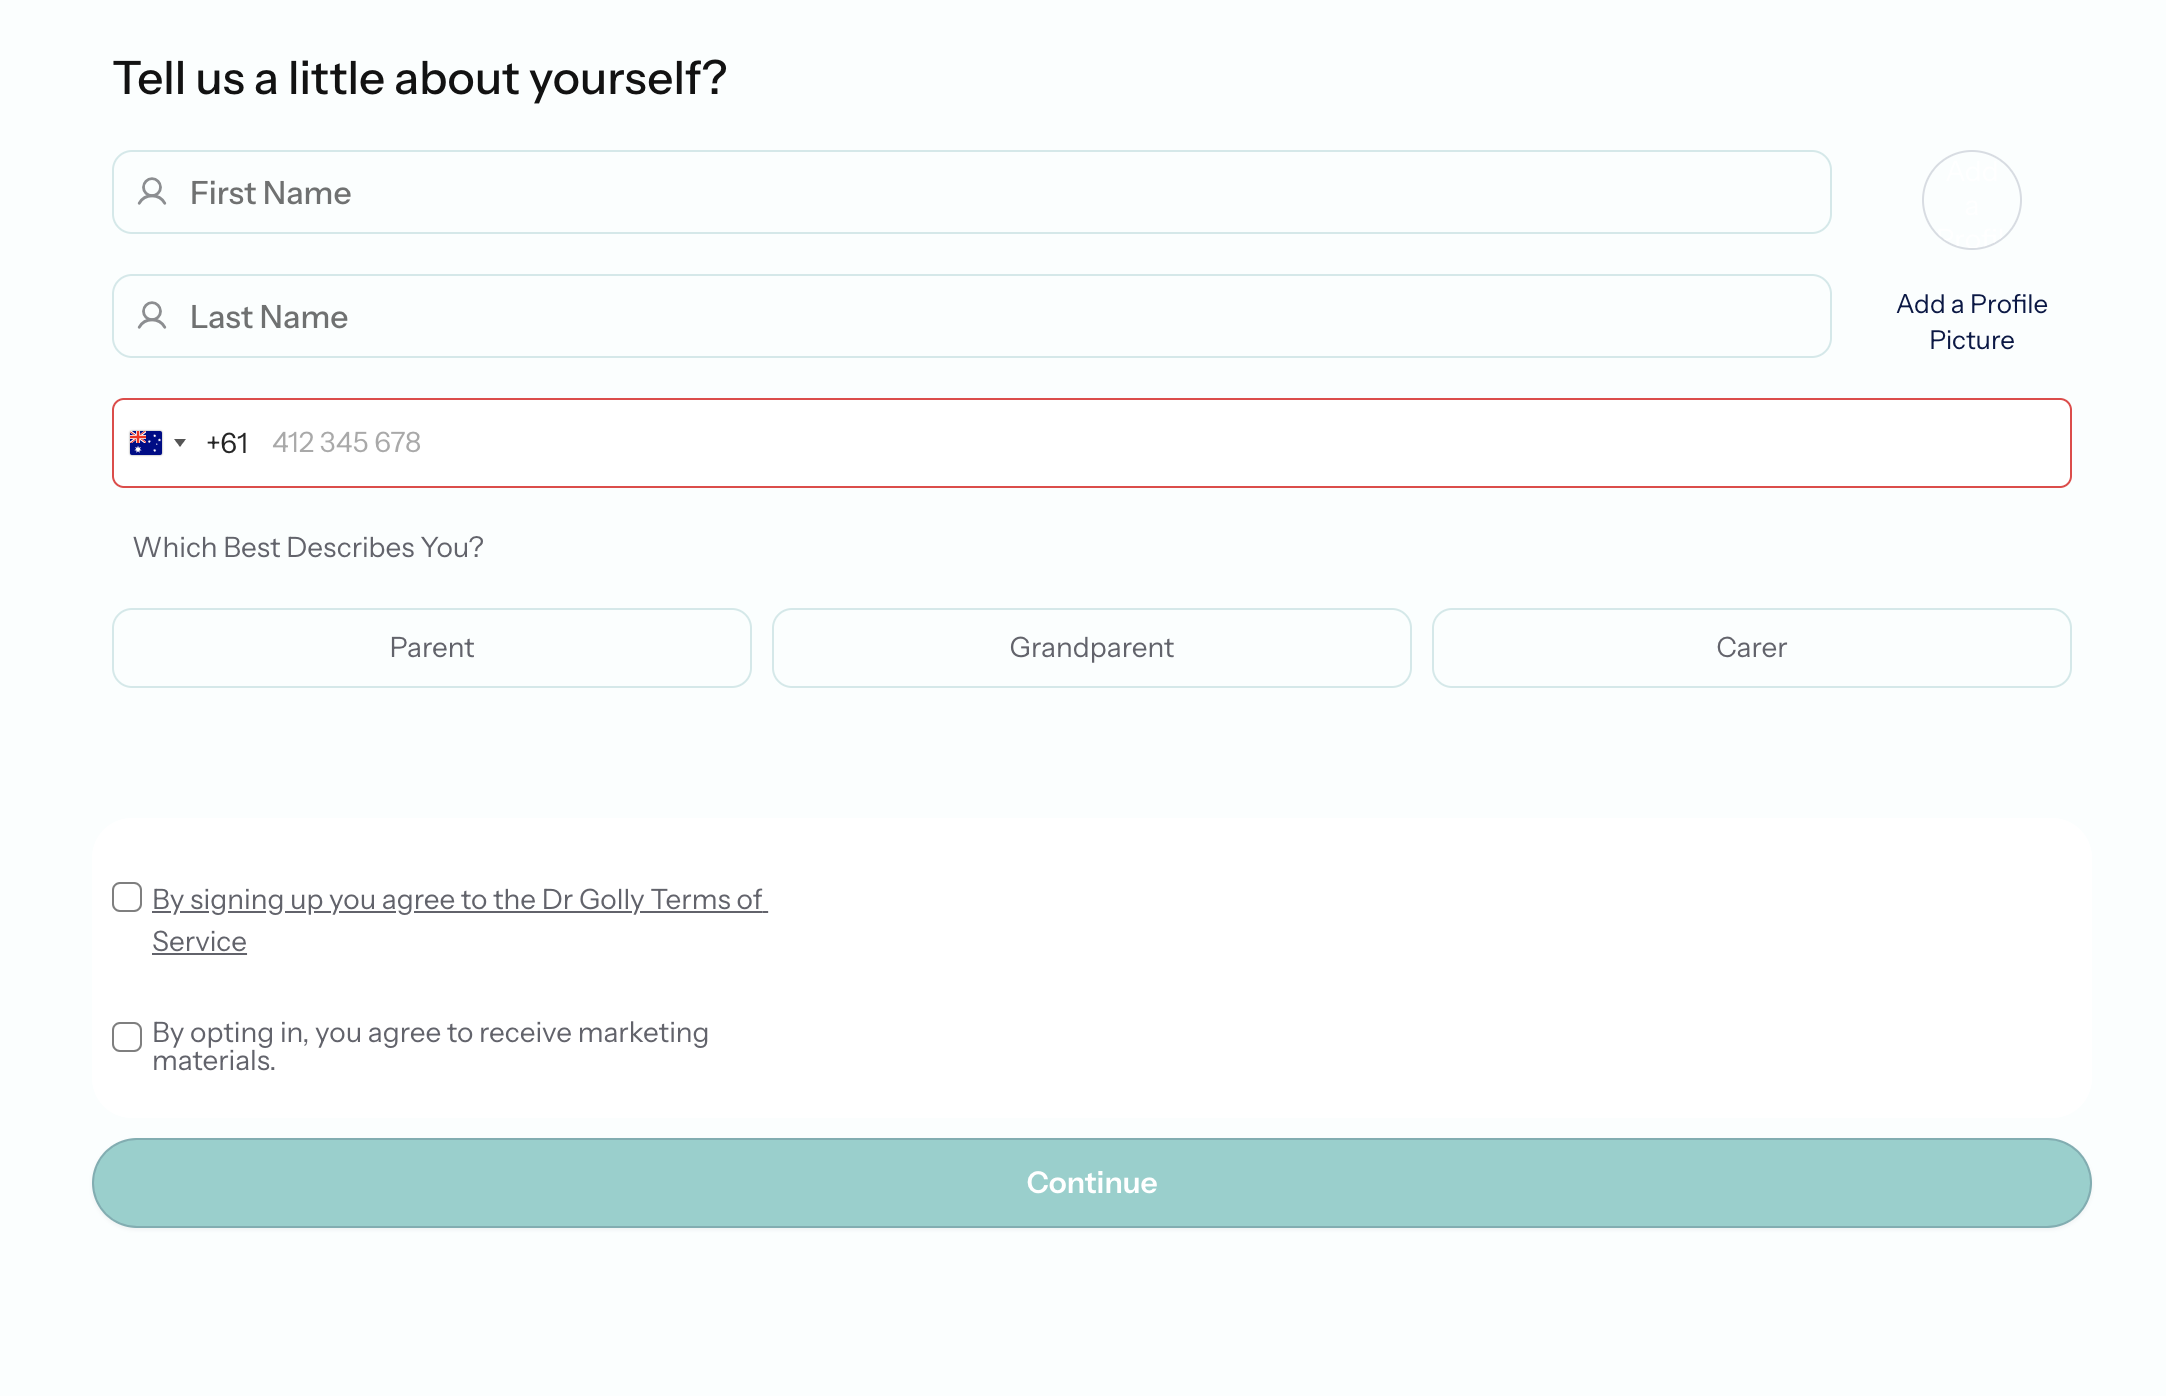 Tell us a little about yourself?
First Name
Last Name
Add a Profile
Picture
+61 412 345 678
Which Best Describes You?
Parent
Grandparent
Carer
By signing up you agree to the Dr Golly Terms of
Service
By opting in, you agree to receive marketing
materials.
Continue